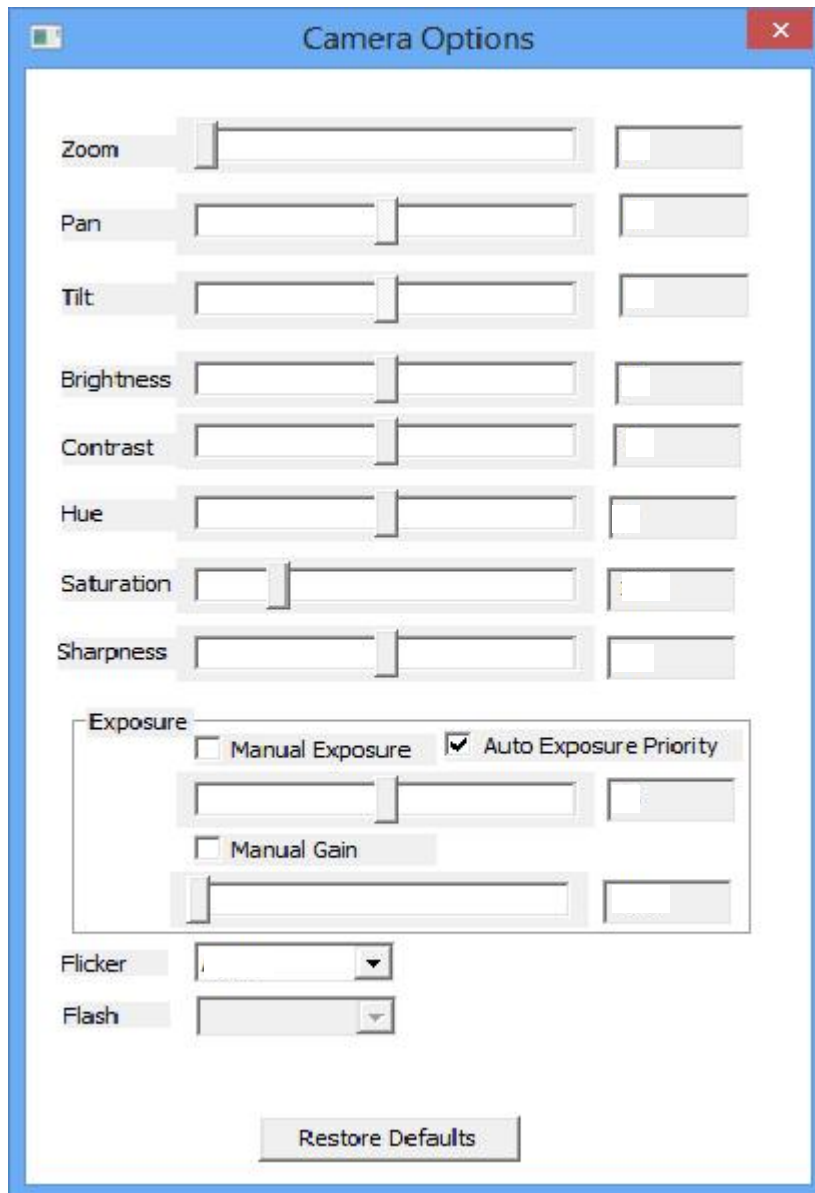 Camera Options
Zoom
Pan
Tilt
Brightness
Contrast
Hue
Saturation
Sharpness
Exposure
Manual Exposure
Auto Exposure Priority
Manual Gain
Flicker
Flash
Restore Defaults